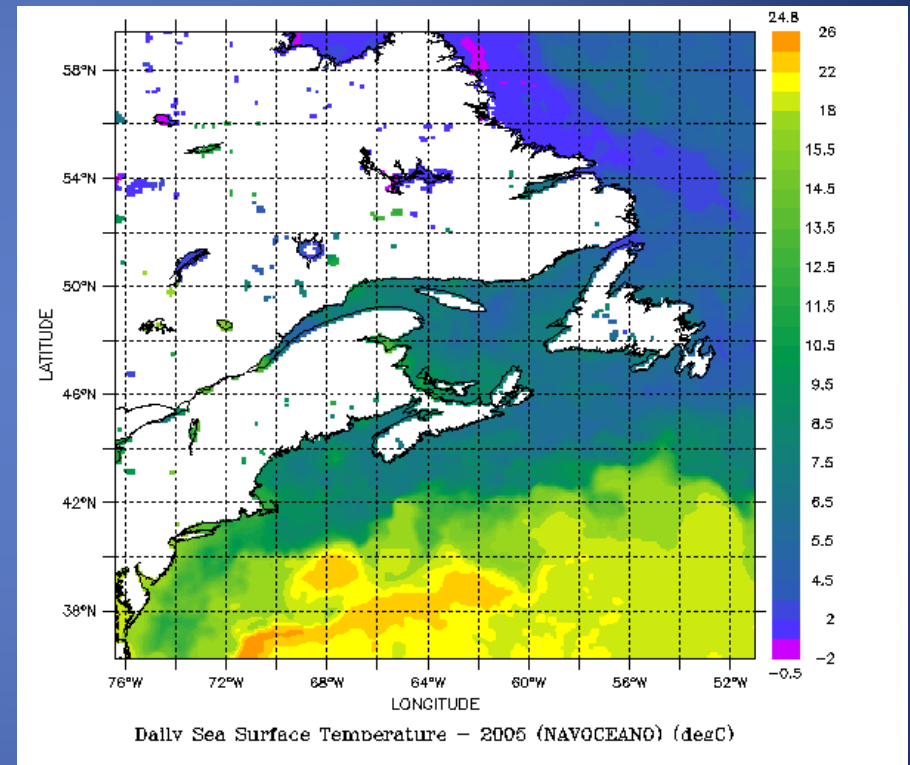 24.8
26
22
18
15.5
14.5
13.5
12.5
11.5
10.5
9.5
8.5
7.5
6.5
5.5
4.5
2
-2
-0.5
58°N
54°N
50°N
46°N
42°N
38°N
LATITUDE
76°W 72°W 68°W 64°W 60°W 56°W 52°W
LONGITUDE
Daily Sea Surface Temperature - 2005 (NAVOCEANO) (degC)